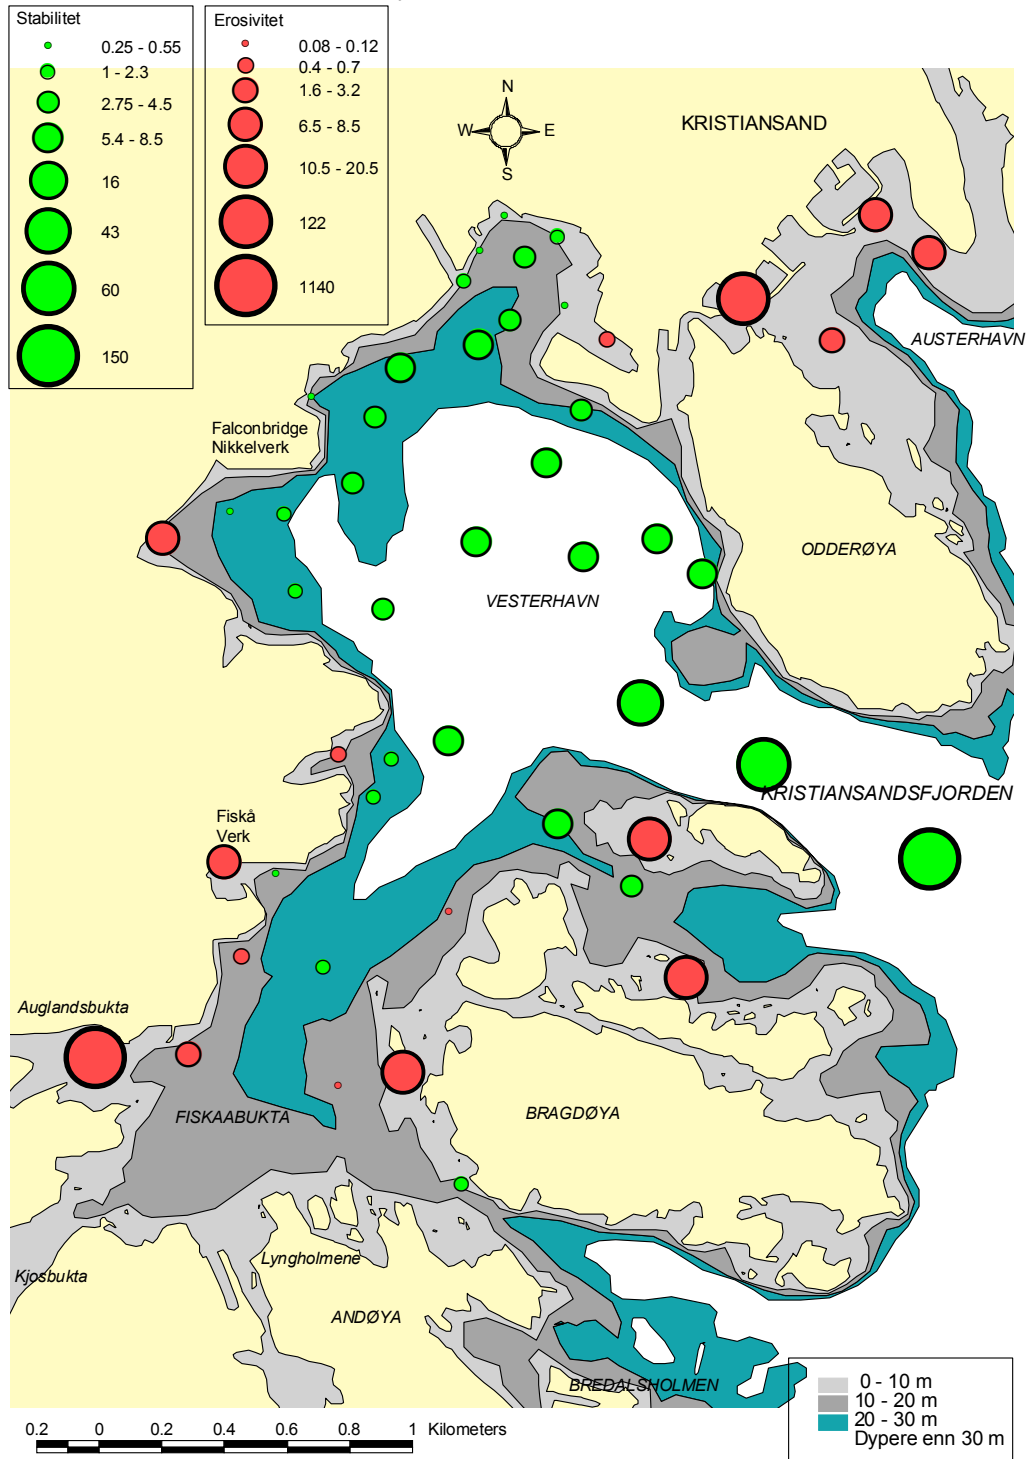 Stabilitet
0.25 - 0.55
1 - 2.3
2.75 - 4.5
5.4 - 8.5
16
43
60
150
Erosivitet
0.08 - 0.12
0.4 - 0.7
1.6 - 3.2
6.5 - 8.5
10.5 - 20.5
122
1140
N
W
E
S
KRISTIANSAND
AUSTERHAVN
Falconbridge
Nikkelverk
ODDERØYA
VESTERHAVN
KRISTIANSANDSFJORDEN
Fiskå
Verk
Auglandsbukta
FISKAABUKTA
BRAGDØYA
Lyngholmene
Kjosbukta
ANDØYA
BREDALSHOLMEN
0 - 10 m
10 - 20 m
20 - 30 m
Dypere enn 30 m
0.2 0 0.2 0.4 0.6 0.8 1 Kilometers